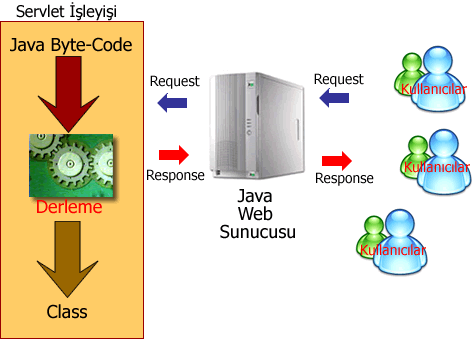 Servlet İşleyişi
Java Byte-Code
Derleme
Class
Request
Response
Java
Web
Sunucusu
Request
Response
Kullanıcılar
Kullanıcılar
Kullanıcılar